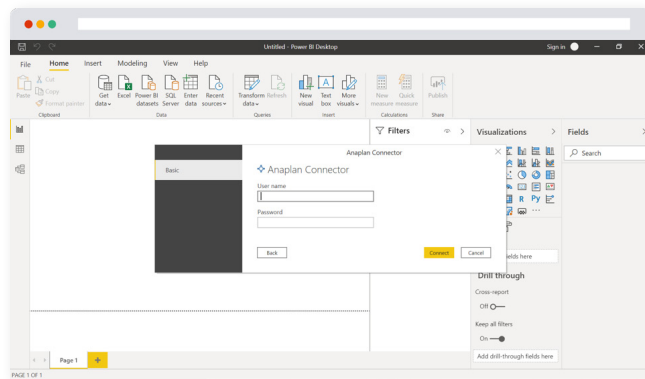 Untitled - Power BI Desktop
Sign in
File Home Insert Modeling View Help
Paste
Cut
Copy
Format painter
Clipboard
Get data
Excel
Power BI datasets
SQL Server
Enter data
Recent sources
Data
Transform data
Refresh
Queries
New visual
Text box
More visuals
Insert
New measure
Quick measure
Calculations
Publish
Share
Filters
Visualizations
Fields
Search
Anaplan Connector
Basic
Anaplan Connector
User name
Password
Back
Connect
Cancel
R Py
ields here
Drill through
Cross-report
Off
Keep all filters
On
Add drill-through fields here
Page 1
PAGE 1 OF 1